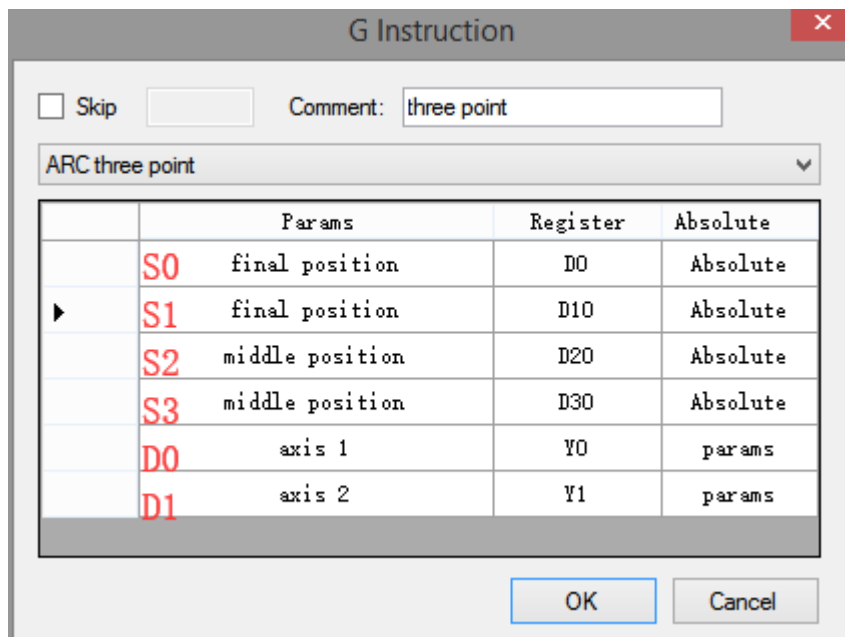 G Instruction
Skip Comment: three point
ARC three point
Params Register Absolute
S0 final position D0 Absolute
S1 final position D10 Absolute
S2 middle position D20 Absolute
S3 middle position D30 Absolute
D0 axis 1 Y0 params
D1 axis 2 Y1 params
OK Cancel